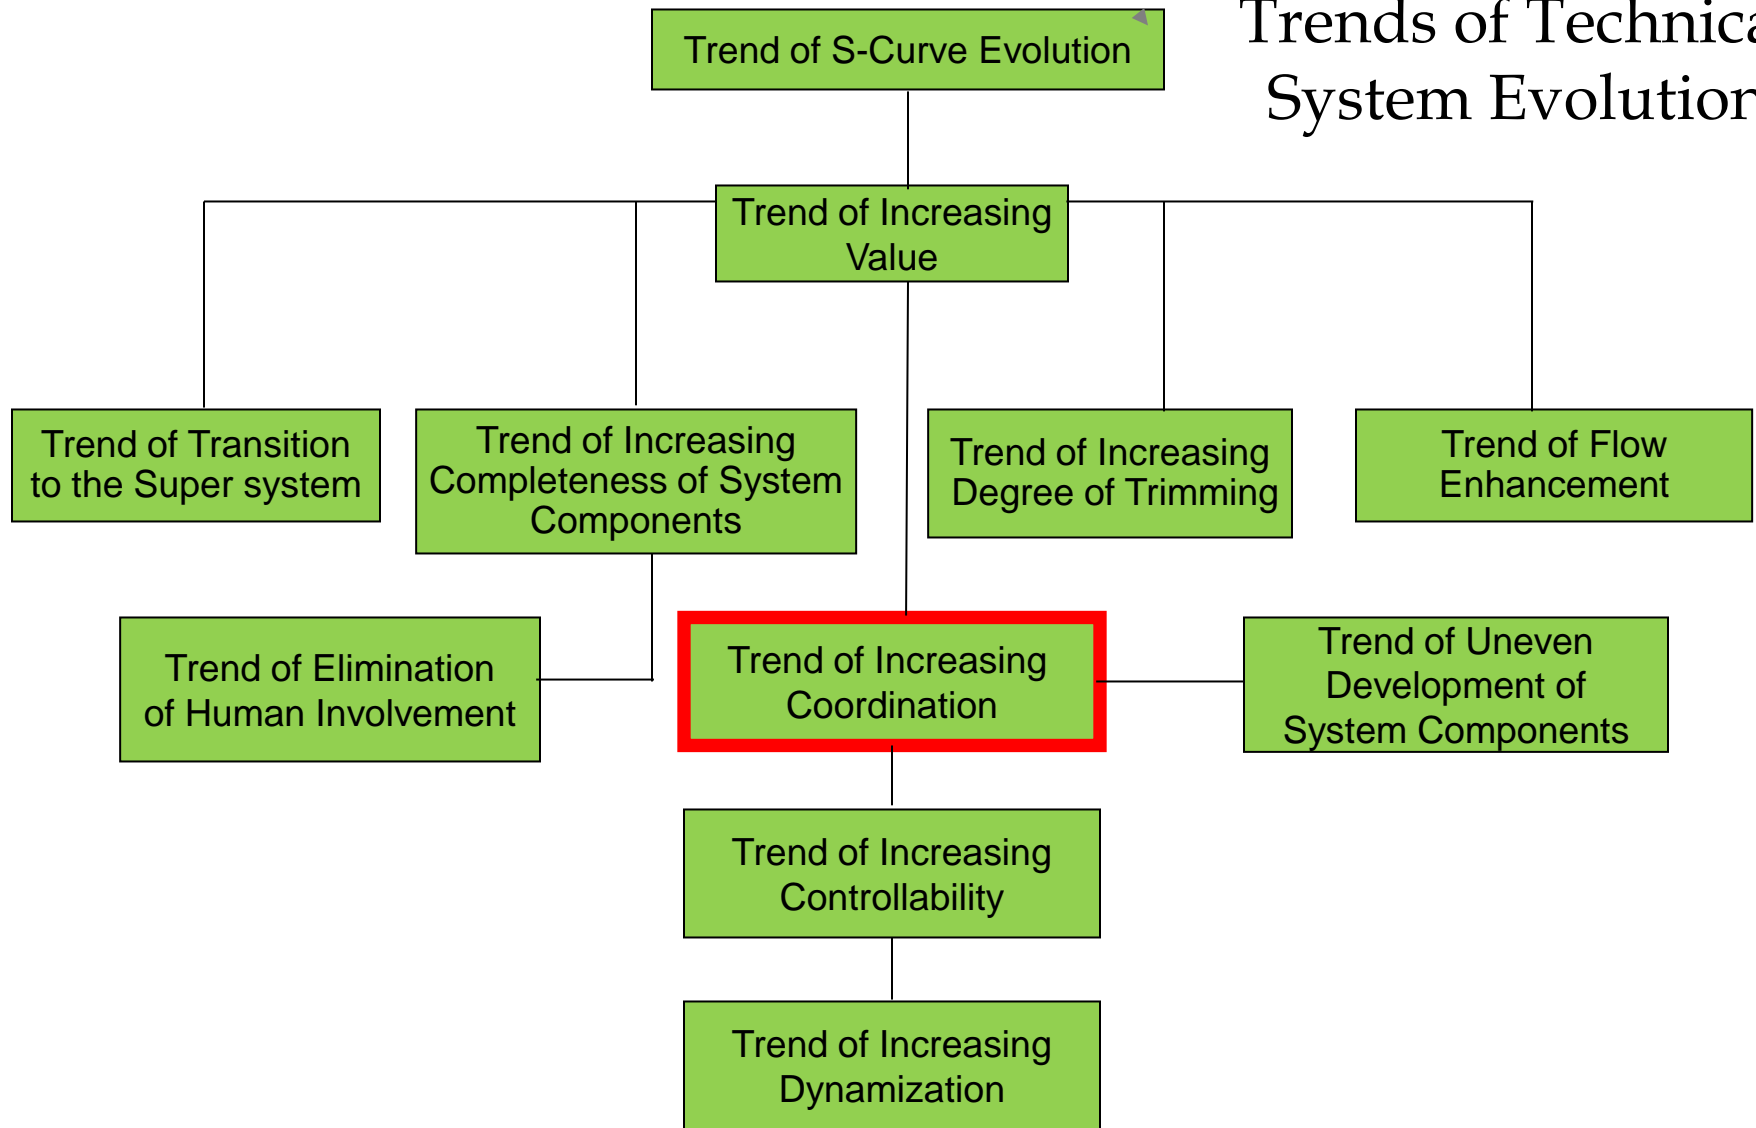 Trends of Technica
System Evolution
Trend of S-Curve Evolution
Trend of Increasing
Value
Trend of Transition
to the Super system
Trend of Increasing
Completeness of System
Components
Trend of Increasing
Degree of Trimming
Trend of Flow
Enhancement
Trend of Elimination
of Human Involvement
Trend of Increasing
Coordination
Trend of Uneven
Development of
System Components
Trend of Increasing
Controllability
Trend of Increasing
Dynamization